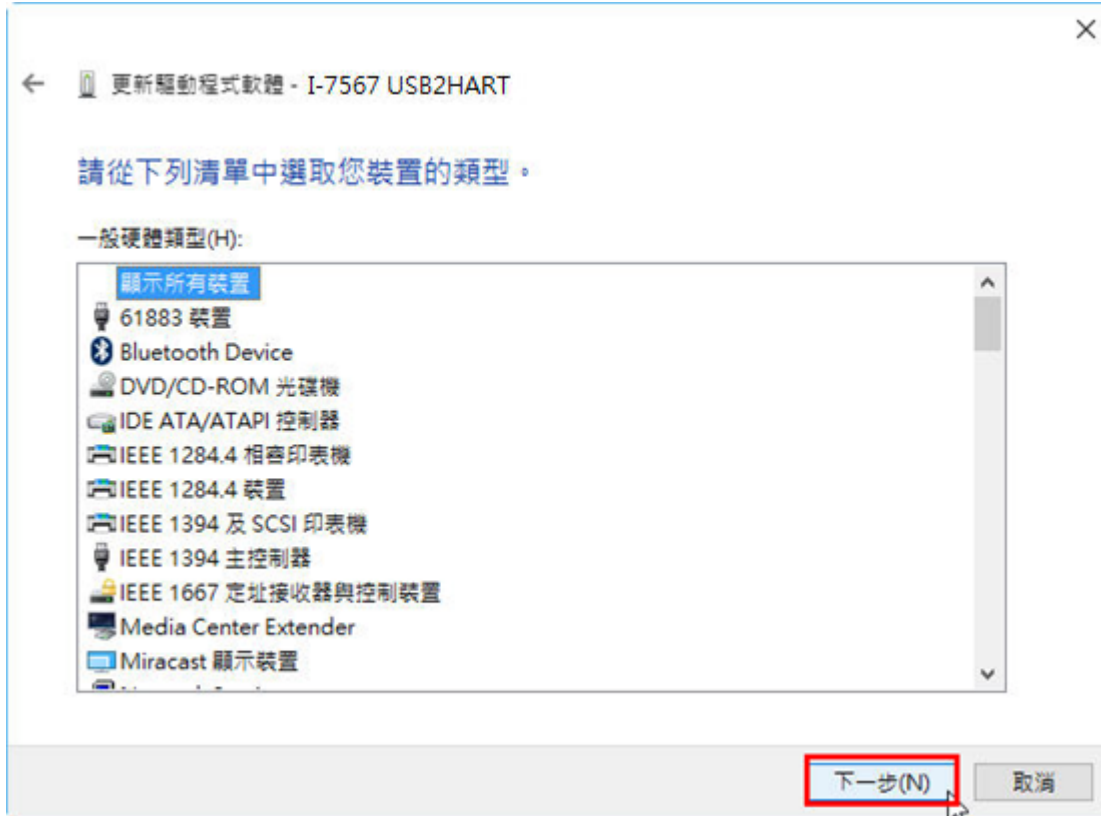 更新驅動程式軟體 - I-7567 USB2HART
請從下列清單中選取您裝置的類型。
一般硬體類型(H):
顯示所有裝置
61883 裝置
Bluetooth Device
DVD/CD-ROM 光碟機
IDE ATA/ATAPI 控制器
IEEE 1284.4 相容印表機
IEEE 1284.4 裝置
IEEE 1394 及 SCSI 印表機
IEEE 1394 主控制器
IEEE 1667 定址接收器與控制裝置
Media Center Extender
Miracast 顯示裝置
下一步(N)
取消